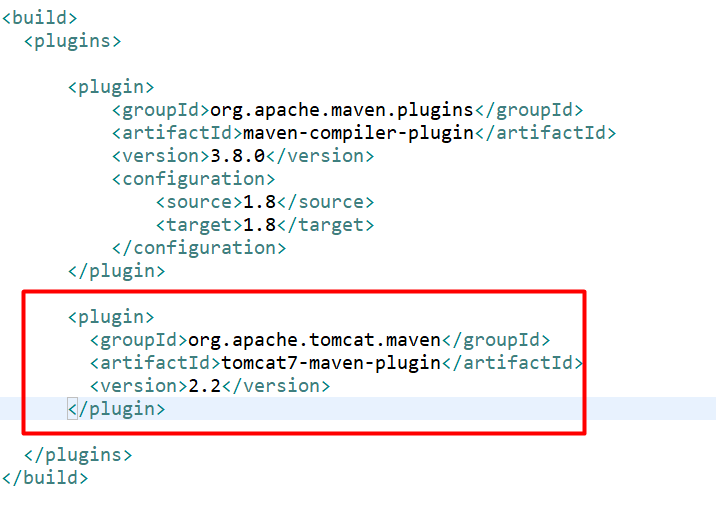 <build>
<plugins>
<plugin>
<groupId>org.apache.maven.plugins</groupId>
<artifactId>maven-compiler-plugin</artifactId>
<version>3.8.0</version>
<configuration>
<source>1.8</source>
<target>1.8</target>
</configuration>
</plugin>
<plugin>
<groupId>org.apache.tomcat.maven</groupId>
<artifactId>tomcat7-maven-plugin</artifactId>
<version>2.2</version>
</plugin>
</plugins>
</build>